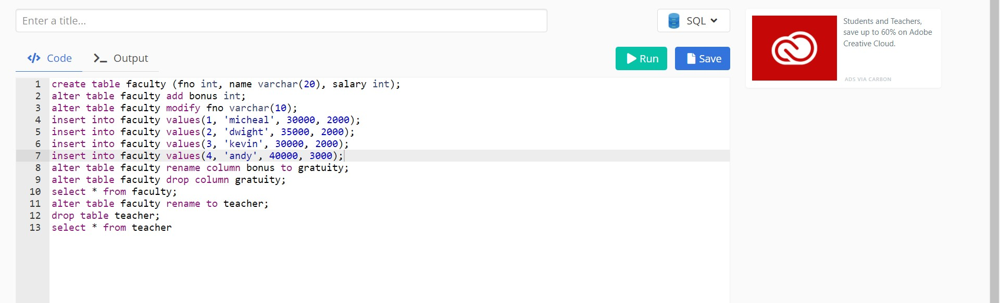 Enter a title...
SQL
Code
Output
Run
Save
1 create table faculty (fno int, name varchar(20), salary int);
2 alter table faculty add bonus int;
3 alter table faculty modify fno varchar(10);
4 insert into faculty values(1, 'micheal', 30000, 2000);
5 insert into faculty values(2, 'dwight', 35000, 2000);
6 insert into faculty values(3, 'kevin', 30000, 2000);
7 insert into faculty values(4, 'andy', 40000, 3000);
8 alter table faculty rename column bonus to gratuity;
9 alter table faculty drop column gratuity;
10 select * from faculty;
11 alter table faculty rename to teacher;
12 drop table teacher;
13 select * from teacher
Students and Teachers,
save up to 60% on Adobe
Creative Cloud.
ADS VIA CARBON